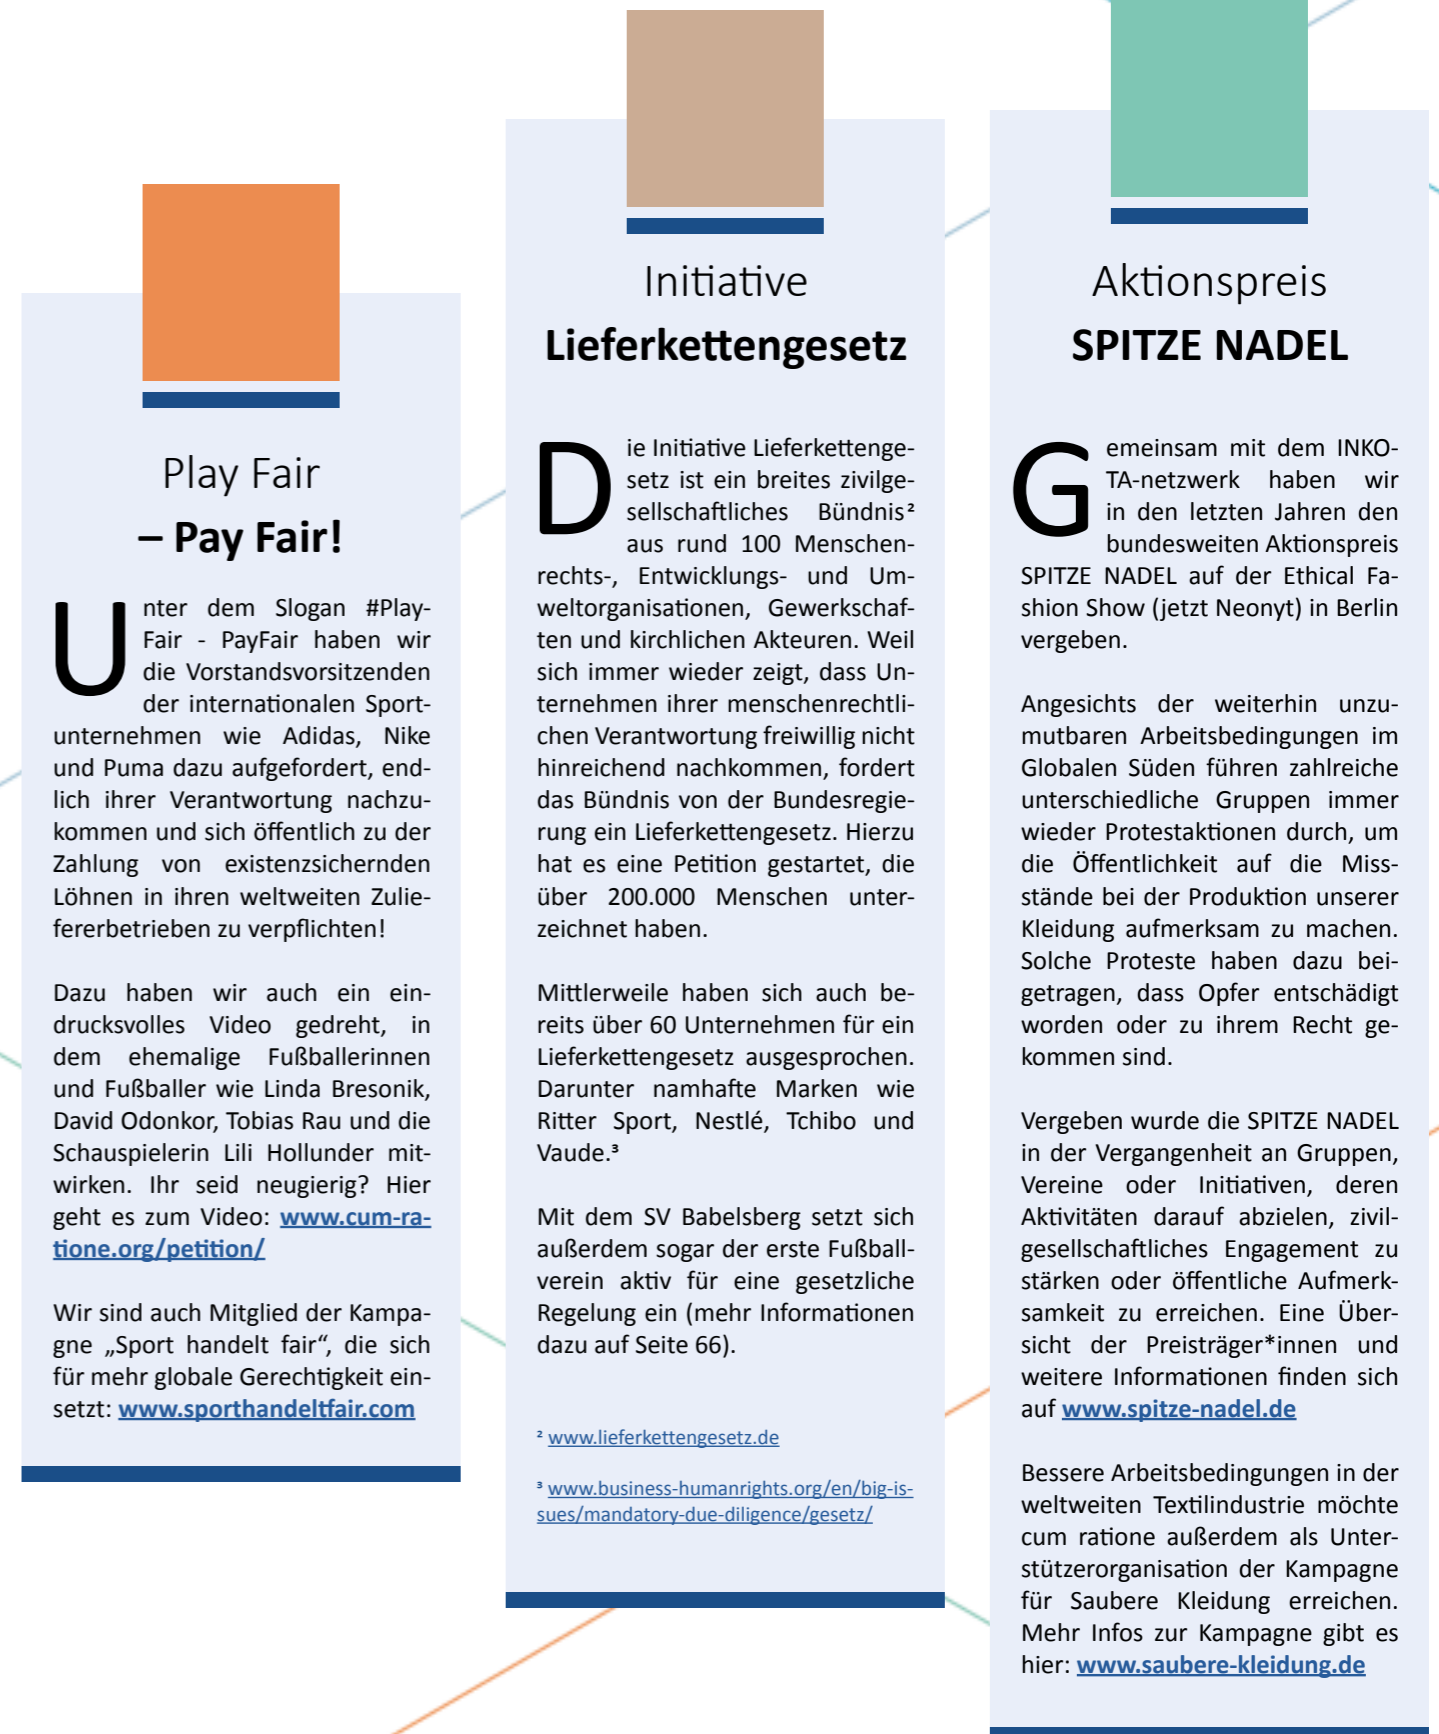 Play Fair
– Pay Fair!
Unter dem Slogan #Play-
Fair - PayFair haben wir
die Vorstandsvorsitzenden
der internationalen Sport-
unternehmen wie Adidas, Nike
und Puma dazu aufgefordert, end-
lich ihrer Verantwortung nachzu-
kommen und sich öffentlich zu der
Zahlung von existenzsichernden
Löhnen in ihren weltweiten Zulie-
fererbetrieben zu verpflichten!
Dazu haben wir auch ein ein-
drucksvolles Video gedreht, in
dem ehemalige Fußballerinnen
und Fußballer wie Linda Bresonik,
David Odonkor, Tobias Rau und die
Schauspielerin Lili Hollunder mit-
wirken. Ihr seid neugierig? Hier
geht es zum Video: www.cum-ra-
tione.org/petition/
Wir sind auch Mitglied der Kampa-
gne „Sport handelt fair“, die sich
für mehr globale Gerechtigkeit ein-
setzt: www.sporthandeltfair.com
Initiative
Lieferkettengesetz
Die Initiative Lieferkettenge-
setz ist ein breites zivilge-
sellschaftliches Bündnis²
aus rund 100 Menschen-
rechts-, Entwicklungs- und Um-
weltorganisationen, Gewerkschaf-
ten und kirchlichen Akteuren. Weil
sich immer wieder zeigt, dass Un-
ternehmen ihrer menschenrechtli-
chen Verantwortung freiwillig nicht
hinreichend nachkommen, fordert
das Bündnis von der Bundesregie-
rung ein Lieferkettengesetz. Hierzu
hat es eine Petition gestartet, die
über 200.000 Menschen unter-
zeichnet haben.
Mittlerweile haben sich auch be-
reits über 60 Unternehmen für ein
Lieferkettengesetz ausgesprochen.
Darunter namhafte Marken wie
Ritter Sport, Nestlé, Tchibo und
Vaude.³
Mit dem SV Babelsberg setzt sich
außerdem sogar der erste Fußball-
verein aktiv für eine gesetzliche
Regelung ein (mehr Informationen
dazu auf Seite 66).
² www.lieferkettengesetz.de
³ www.business-humanrights.org/en/big-is-
sues/mandatory-due-diligence/gesetz/
Aktionspreis
SPITZE NADEL
Gemeinsam mit dem INKO-
TA-netzwerk haben wir
in den letzten Jahren den
bundesweiten Aktionspreis
SPITZE NADEL auf der Ethical Fa-
shion Show (jetzt Neonyt) in Berlin
vergeben.
Angesichts der weiterhin unzu-
mutbaren Arbeitsbedingungen im
Globalen Süden führen zahlreiche
unterschiedliche Gruppen immer
wieder Protestaktionen durch, um
die Öffentlichkeit auf die Miss-
stände bei der Produktion unserer
Kleidung aufmerksam zu machen.
Solche Proteste haben dazu bei-
getragen, dass Opfer entschädigt
worden oder zu ihrem Recht ge-
kommen sind.
Vergeben wurde die SPITZE NADEL
in der Vergangenheit an Gruppen,
Vereine oder Initiativen, deren
Aktivitäten darauf abzielen, zivil-
gesellschaftliches Engagement zu
stärken oder öffentliche Aufmerk-
samkeit zu erreichen. Eine Über-
sicht der Preisträger*innen und
weitere Informationen finden sich
auf www.spitze-nadel.de
Bessere Arbeitsbedingungen in der
weltweiten Textilindustrie möchte
cum ratione außerdem als Unter-
stützerorganisation der Kampagne
für Saubere Kleidung erreichen.
Mehr Infos zur Kampagne gibt es
hier: www.saubere-kleidung.de